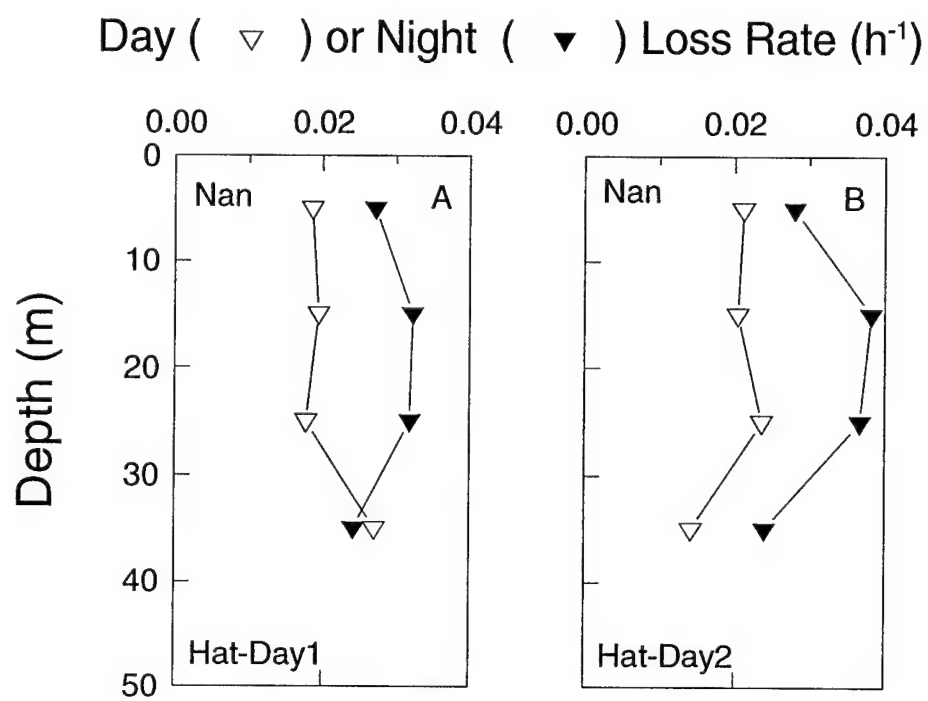 Day ( ▽ ) or Night ( ▼ ) Loss Rate (h⁻¹)
0.00 0.02 0.04 0.00 0.02 0.04
0
10
20
30
40
50
Depth (m)
Nan A
Hat-Day1
Nan B
Hat-Day2